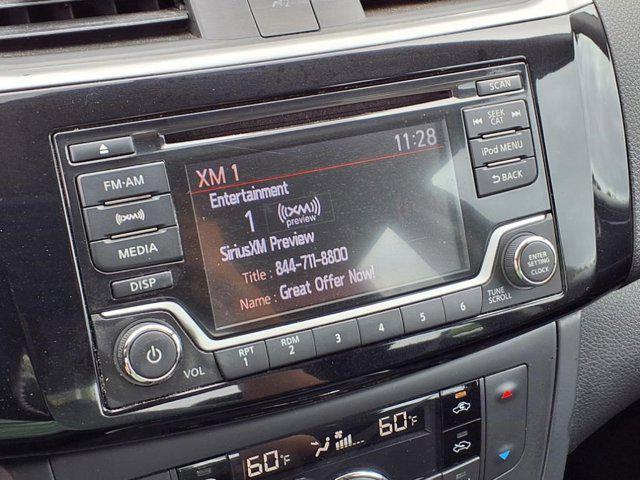 SCAN
SEEK
CAT
iPod MENU
BACK
FM·AM
((XM))
MEDIA
DISP
VOL
XM 1
11:28
Entertainment
1
((XM))
preview
SiriusXM Preview
Title : 844-711-8800
Name : Great Offer Now!
RPT
1
RDM
2
3
4
5
6
TUNE
SCROLL
ENTER
SETTING
CLOCK
60°F
60°F